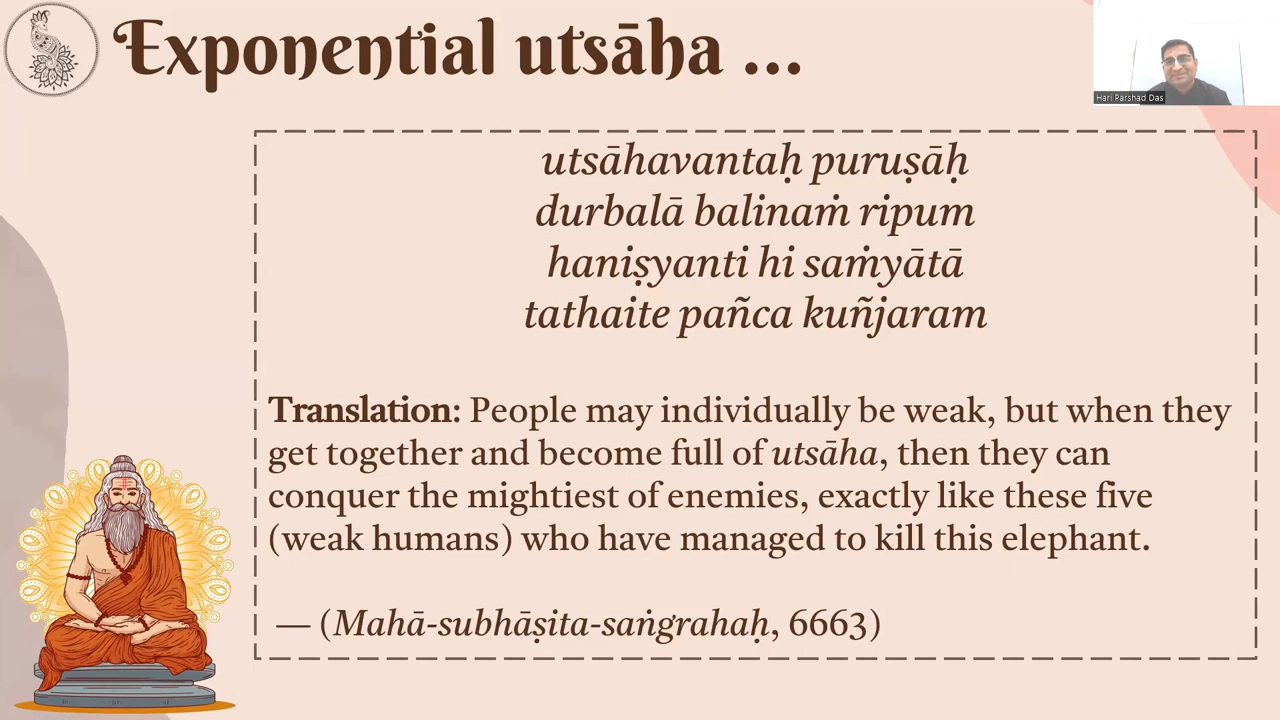 Exponential utsāha ...
Hari Parshad Das
utsāhavantaḥ puruṣāḥ
durbalā balinaṁ ripum
haniṣyanti hi saṁyātā
tathaite pañca kuñjaram
Translation: People may individually be weak, but when they
get together and become full of utsāha, then they can
conquer the mightiest of enemies, exactly like these five
(weak humans) who have managed to kill this elephant.
— (Mahā-subhāṣita-saṅgrahaḥ, 6663)